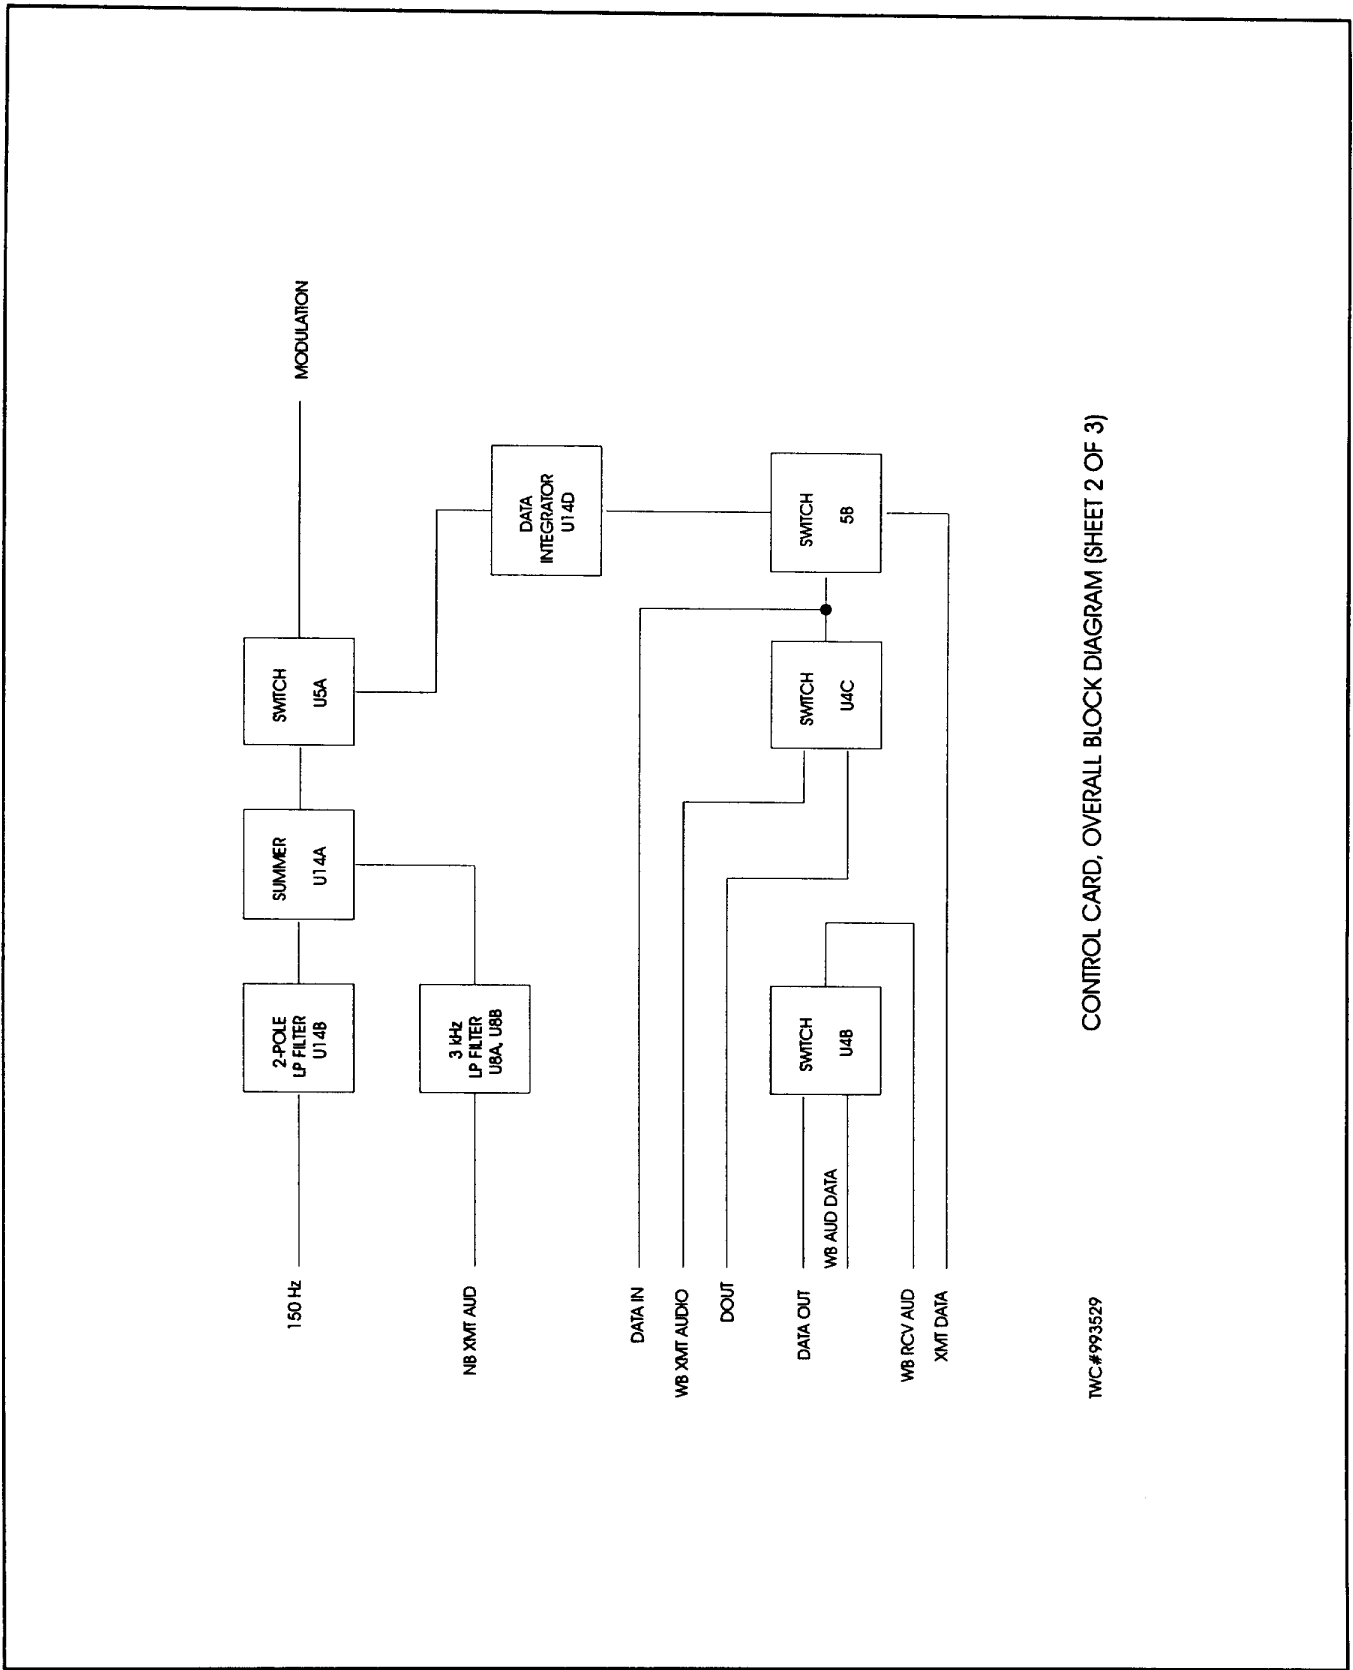 150 Hz
2-POLE
LP FILTER
U14B
SUMMER
U14A
SWITCH
U5A
MODULATION
NB XMT AUD
3 kHz
LP FILTER
U8A, U8B
DATA
INTEGRATOR
U14D
DATA IN
WB XMT AUDIO
DOUT
DATA OUT
WB AUD DATA
SWITCH
U4B
SWITCH
U4C
SWITCH
5B
WB RCV AUD
XMT DATA
TWC#993529
CONTROL CARD, OVERALL BLOCK DIAGRAM (SHEET 2 OF 3)